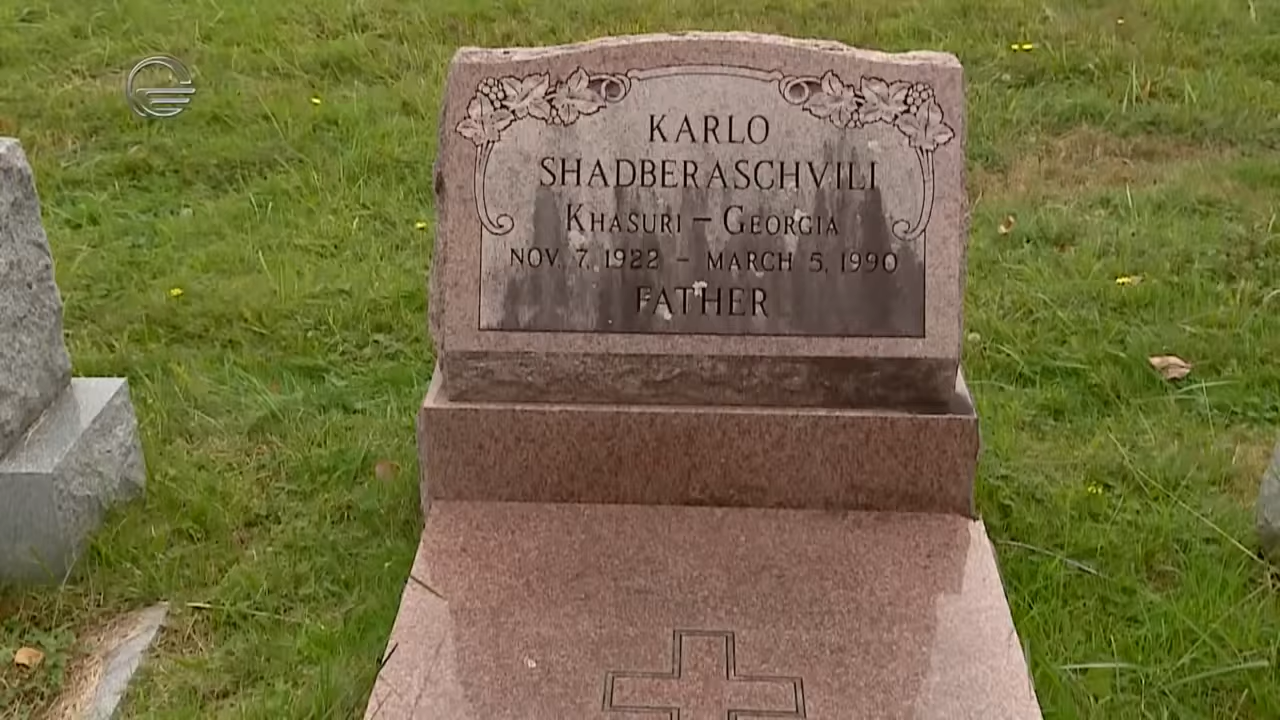 KARLO
SHADBERASCHVILI
KHASURI – GEORGIA
NOV. 7, 1922 – MARCH 5, 1990
FATHER